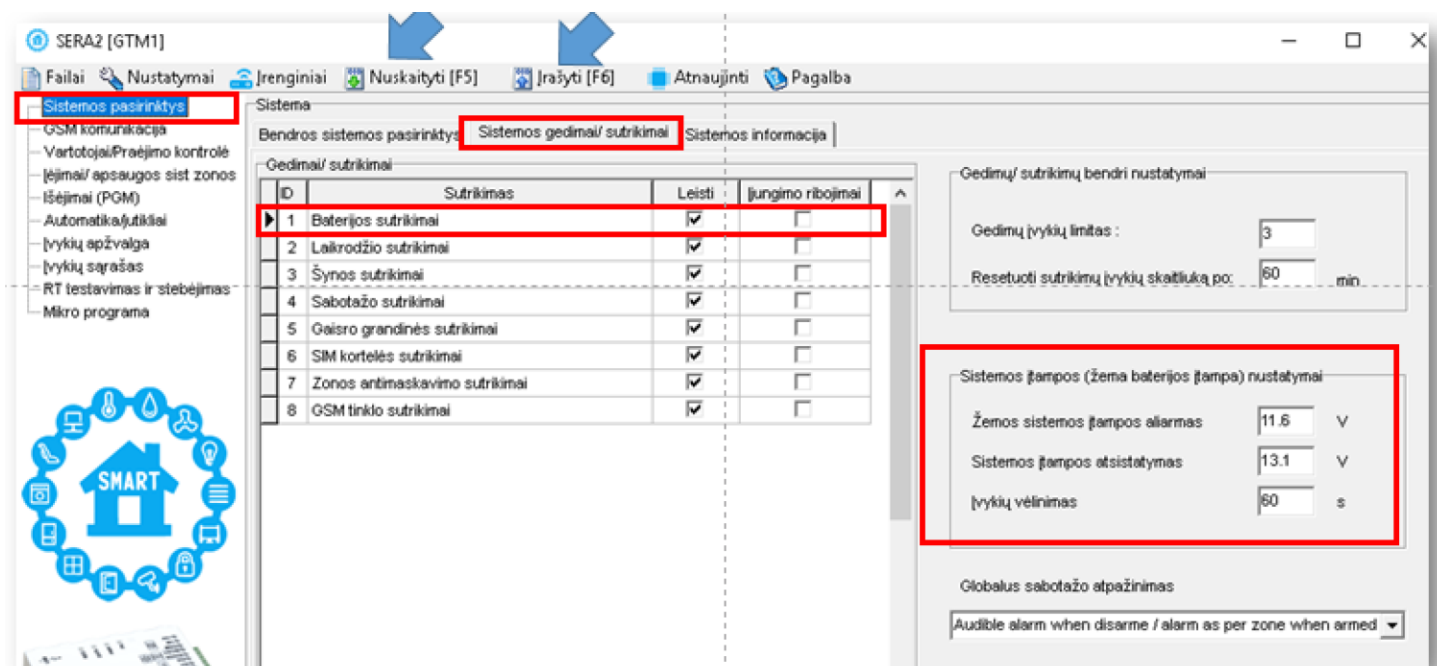 SERA2 [GTM1]
Failai Nustatymai Įrenginiai Nuskaityti [F5] Įrašyti [F6] Atnaujinti Pagalba
Sistemos pasirinktys
GSM komunikacija
Vartotojai/Praėjimo kontrolė
Įėjimai/ apsaugos sist zonos
Išėjimai (PGM)
Automatika/jutikliai
Įvykių apžvalga
Įvykių sąrašas
RT testavimas ir stebėjimas
Mikro programa
SMART
Sistema
Bendros sistemos pasirinktys Sistemos gedimai/ sutrikimai Sistemos informacija
Gedimai/ sutrikimai
ID Sutrikimas Leisti Įjungimo ribojimai
1 Baterijos sutrikimai
2 Laikrodžio sutrikimai
3 Šynos sutrikimai
4 Sabotažo sutrikimai
5 Gaisro grandinės sutrikimai
6 SIM kortelės sutrikimai
7 Zonos antimaskavimo sutrikimai
8 GSM tinklo sutrikimai
Gedimų/ sutrikimų bendri nustatymai
Gedimų įvykių limitas : 3
Resetuoti sutrikimų įvykių skaitliuką po: 60 min
Sistemos įtampos (žema baterijos įtampa) nustatymai
Žemos sistemos įtampos aliarmas 11.6 V
Sistemos įtampos atsistatymas 13.1 V
Įvykių vėlinimas 60 s
Globalus sabotažo atpažinimas
Audible alarm when disarme / alarm as per zone when armed